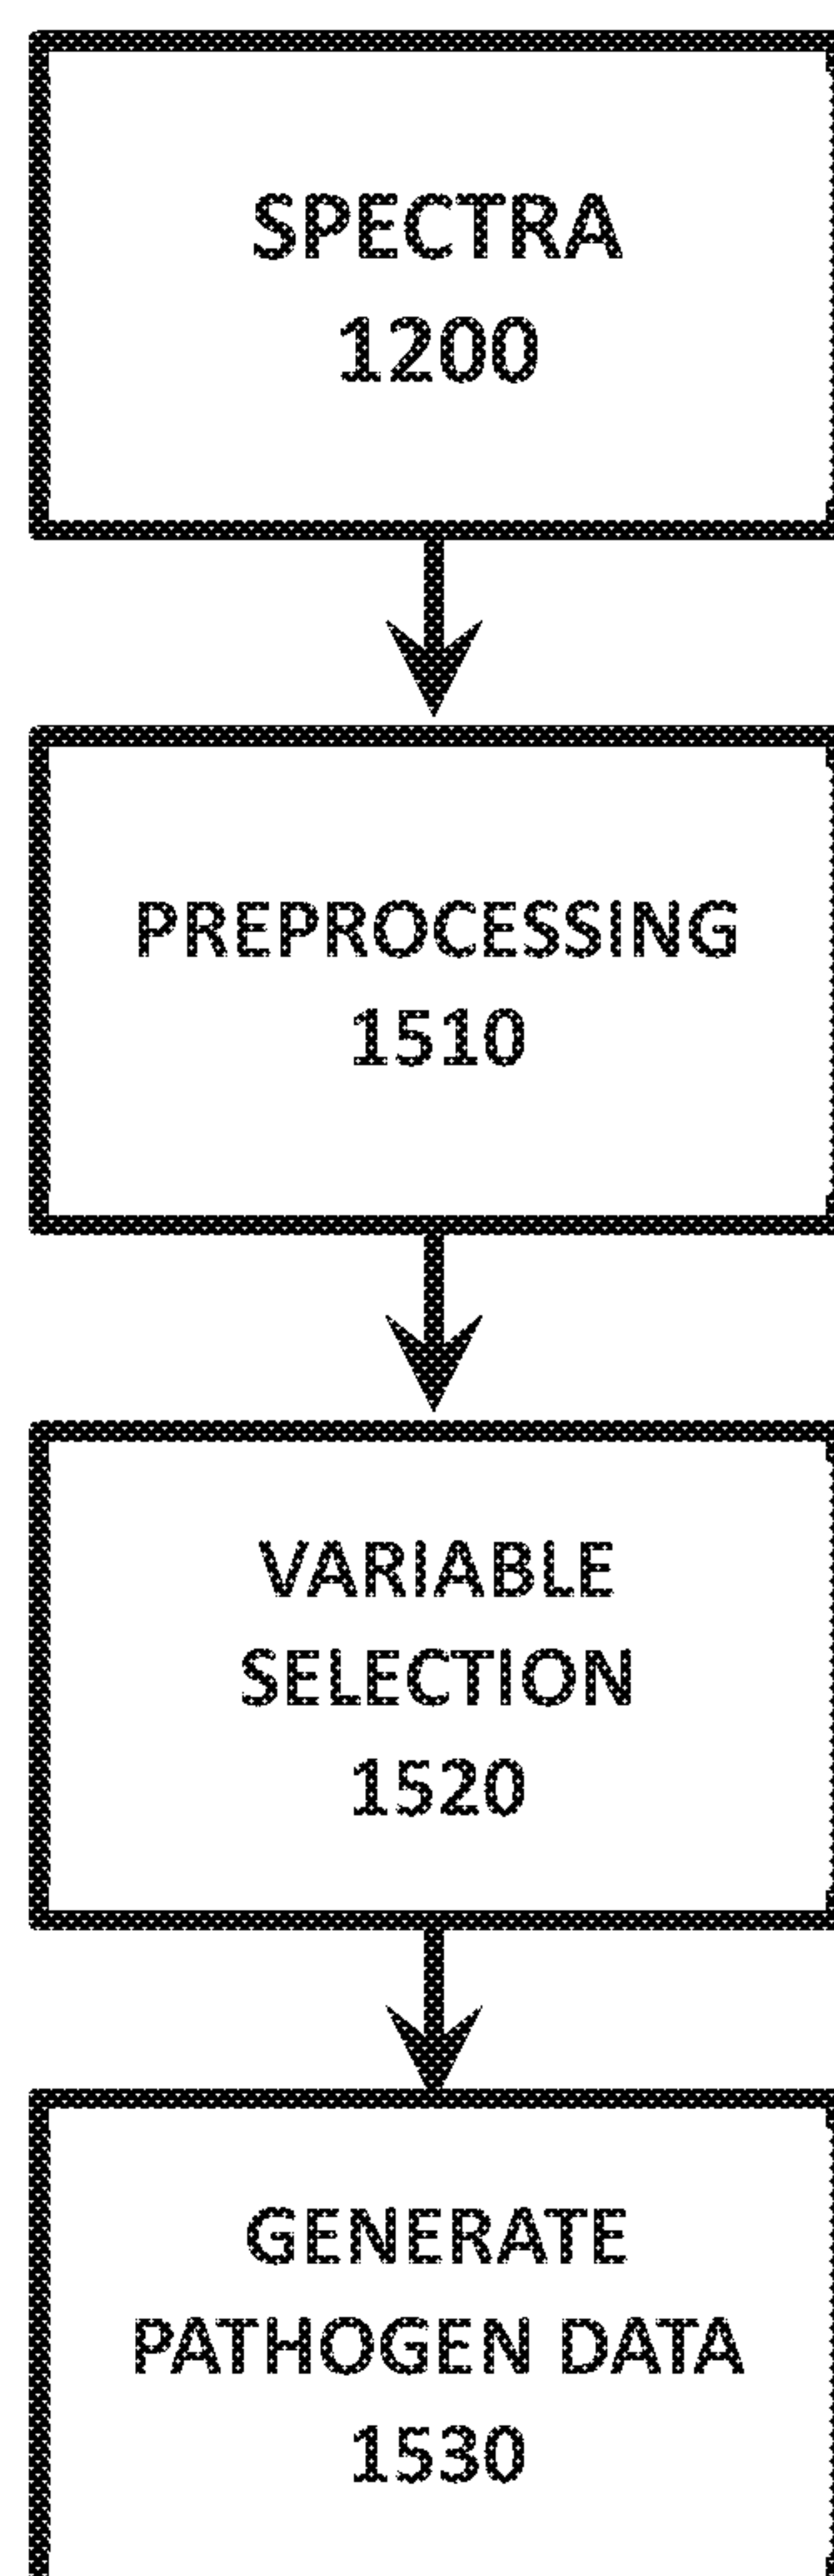 SPECTRA
1200
PREPROCESSING
1510
VARIABLE
SELECTION
1520
GENERATE
PATHOGEN DATA
1530